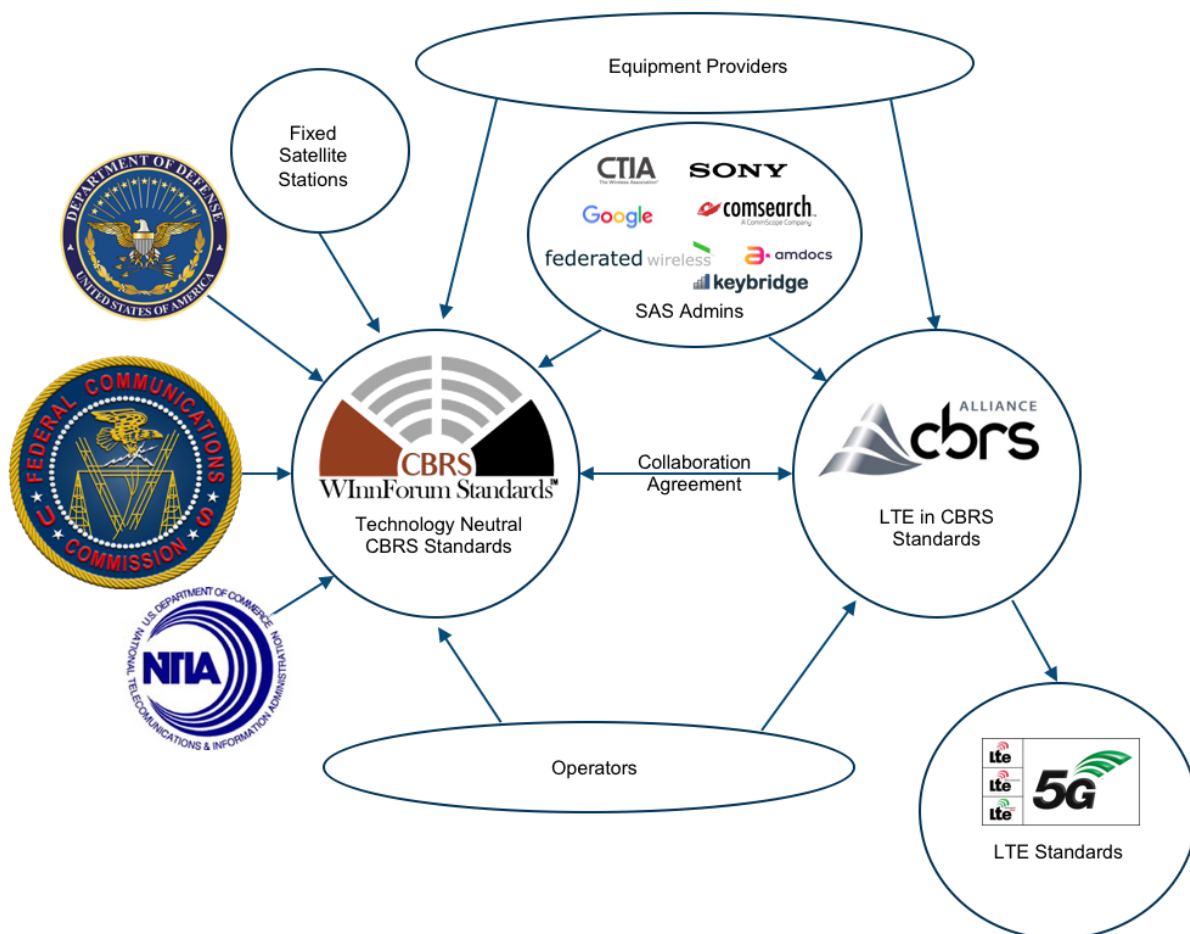 Equipment Providers
Fixed
Satellite
Stations
DEPARTMENT OF DEFENSE
UNITED STATES OF AMERICA
CTIA
The Wireless Association
SONY
Google
comsearch™
A CommScope Company
federated wireless
amdocs
keybridge
SAS Admins
FEDERAL COMMUNICATIONS
COMMISSION
U S
CBRS
WInnForum Standards™
Technology Neutral
CBRS Standards
Collaboration
Agreement
ALLIANCE
cbrs
LTE in CBRS
Standards
U.S. DEPARTMENT OF COMMERCE
NATIONAL TELECOMMUNICATIONS & INFORMATION ADMINISTRATION
NTIA
Operators
Lte
Lte
Lte
5G
LTE Standards